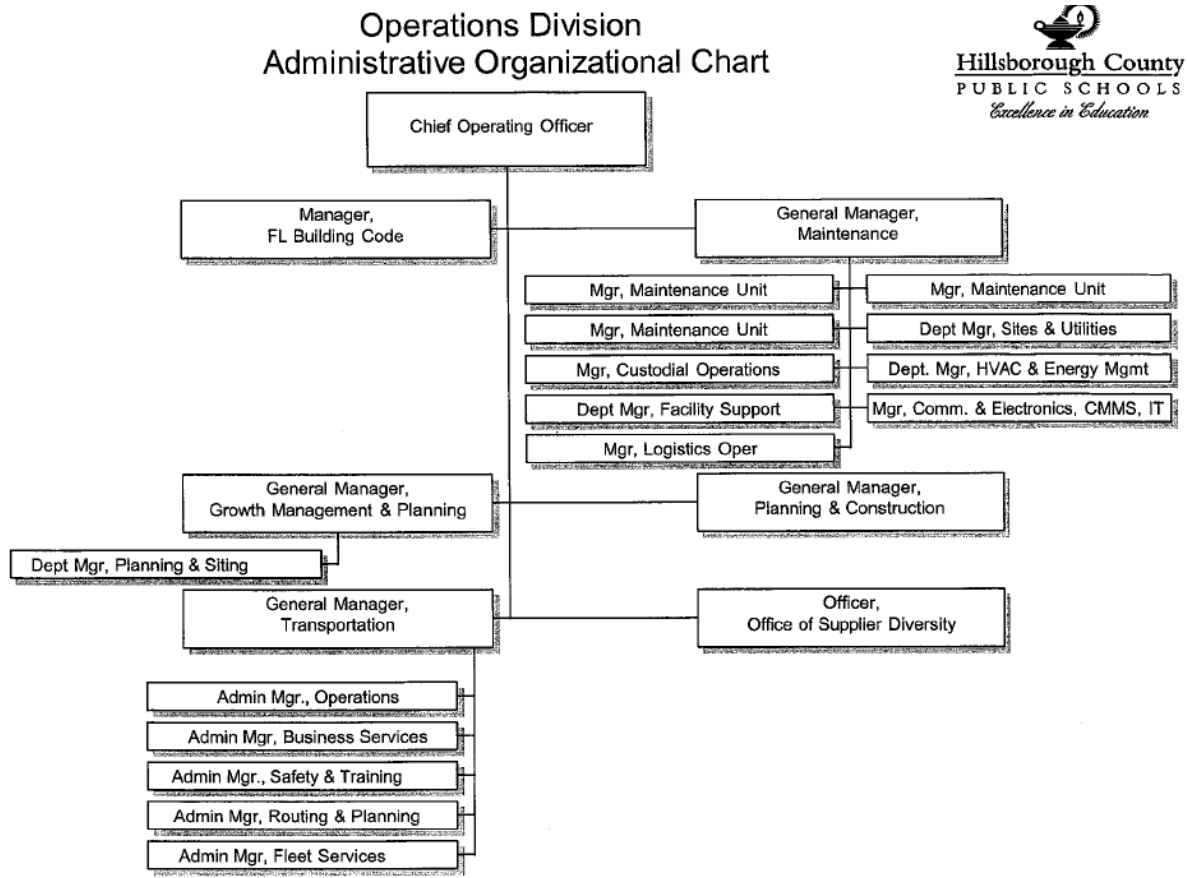 Operations Division
Administrative Organizational Chart
Hillsborough County
PUBLIC SCHOOLS
Excellence in Education
Chief Operating Officer
Manager,
FL Building Code
General Manager,
Maintenance
Mgr, Maintenance Unit
Mgr, Maintenance Unit
Mgr, Maintenance Unit
Dept Mgr, Sites & Utilities
Mgr, Custodial Operations
Dept. Mgr, HVAC & Energy Mgmt
Dept Mgr, Facility Support
Mgr, Comm. & Electronics, CMMS, IT
Mgr, Logistics Oper
General Manager,
Growth Management & Planning
General Manager,
Planning & Construction
Dept Mgr, Planning & Siting
General Manager,
Transportation
Officer,
Office of Supplier Diversity
Admin Mgr., Operations
Admin Mgr, Business Services
Admin Mgr., Safety & Training
Admin Mgr, Routing & Planning
Admin Mgr, Fleet Services